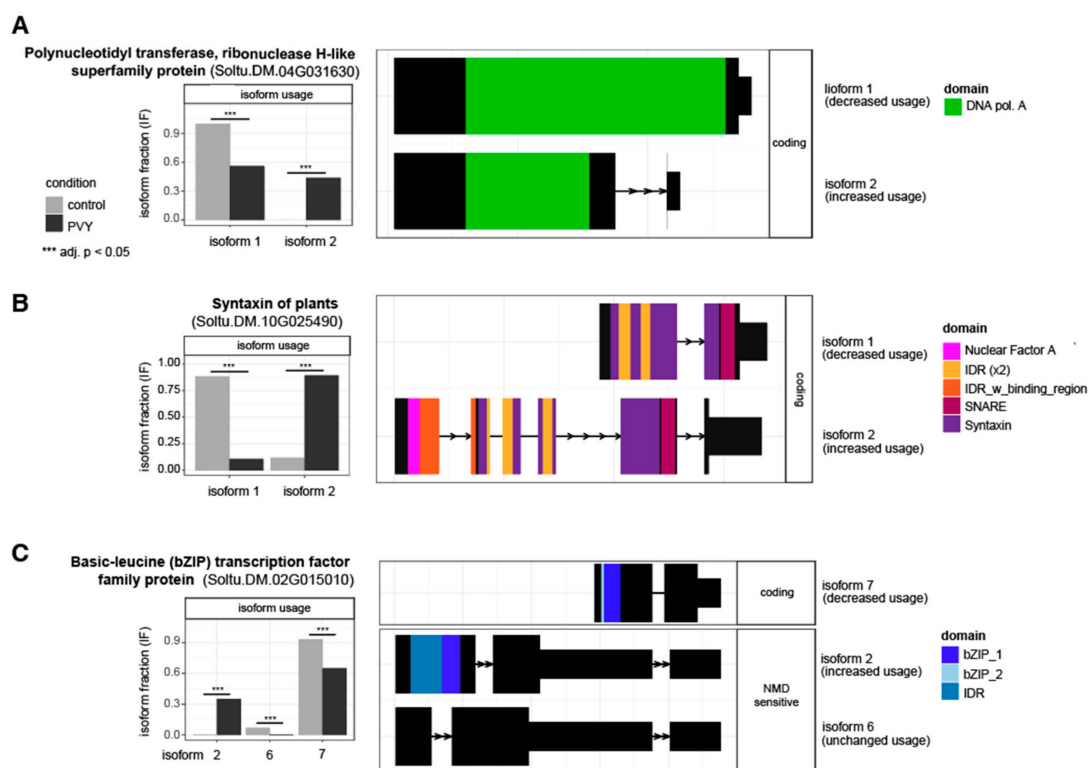 A
Polynucleotidyl transferase, ribonuclease H-like
superfamily protein (Soltu.DM.04G031630)
isoform usage
isoform fraction (IF)
0.9
0.6
0.3
0.0
***
***
isoform 1
isoform 2
condition
control
PVY
*** adj. p < 0.05
lioform 1
(decreased usage)
isoform 2
(increased usage)
coding
domain
DNA pol. A
B
Syntaxin of plants
(Soltu.DM.10G025490)
isoform usage
isoform fraction (IF)
1.00
0.75
0.50
0.25
0.00
***
***
isoform 1
isoform 2
coding
isoform 1
(decreased usage)
isoform 2
(increased usage)
domain
Nuclear Factor A
IDR (x2)
IDR_w_binding_region
SNARE
Syntaxin
C
Basic-leucine (bZIP) transcription factor
family protein (Soltu.DM.02G015010)
isoform usage
isoform fraction (IF)
0.9
0.6
0.3
0.0
***
***
***
isoform 2 6 7
coding
NMD
sensitive
isoform 7
(decreased usage)
isoform 2
(increased usage)
isoform 6
(unchanged usage)
domain
bZIP_1
bZIP_2
IDR